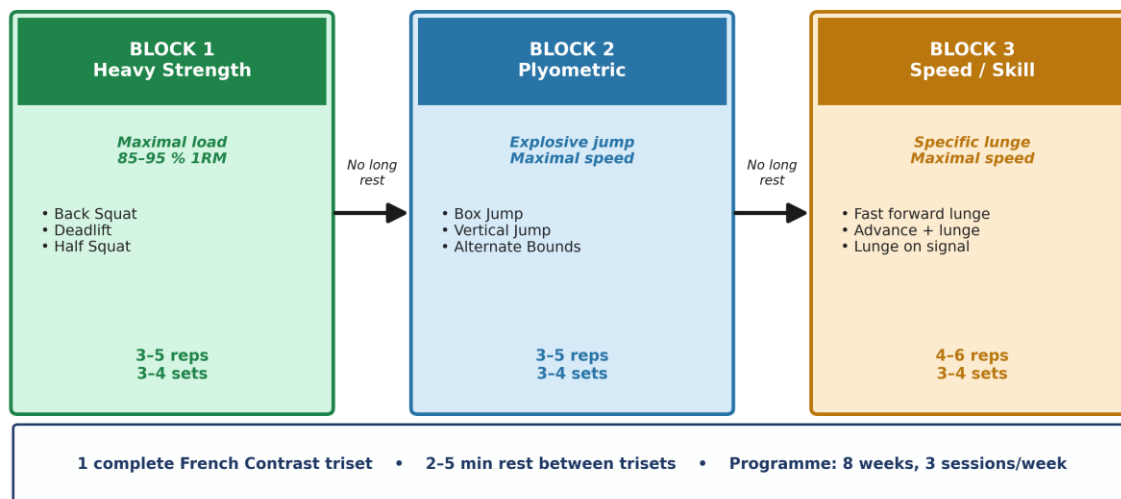 BLOCK 1
Heavy Strength
Maximal load
85–95 % 1RM
• Back Squat
• Deadlift
• Half Squat
3–5 reps
3–4 sets
No long
rest
BLOCK 2
Plyometric
Explosive jump
Maximal speed
• Box Jump
• Vertical Jump
• Alternate Bounds
3–5 reps
3–4 sets
No long
rest
BLOCK 3
Speed / Skill
Specific lunge
Maximal speed
• Fast forward lunge
• Advance + lunge
• Lunge on signal
4–6 reps
3–4 sets
1 complete French Contrast triset • 2–5 min rest between trisets • Programme: 8 weeks, 3 sessions/week